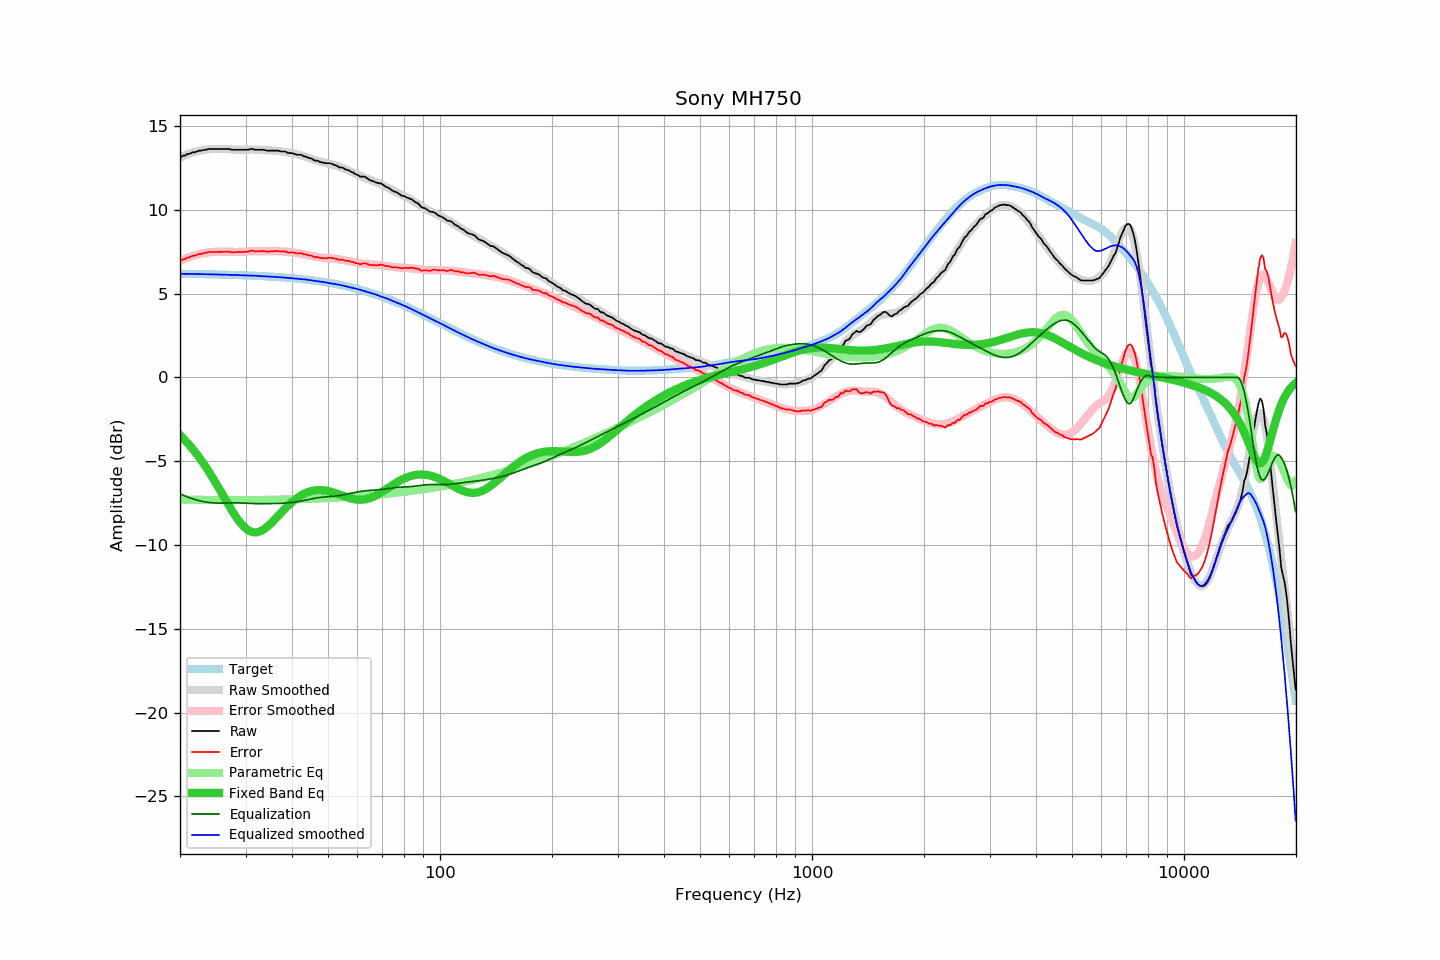 Sony MH750
15
10
5
0
−5
−10
−15
−20
−25
Amplitude (dBr)
Target
Raw Smoothed
Error Smoothed
Raw
Error
Parametric Eq
Fixed Band Eq
Equalization
Equalized smoothed
100 1000 10000
Frequency (Hz)